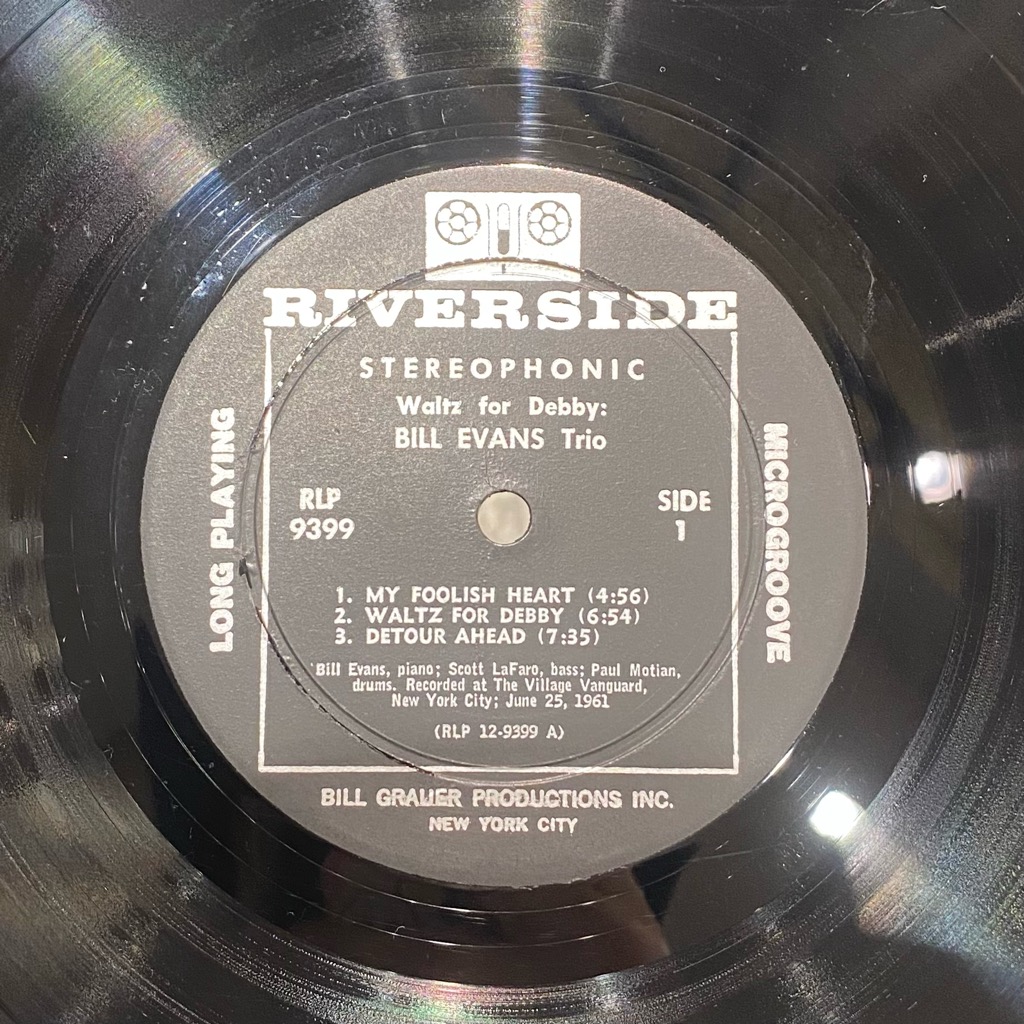 RIVERSIDE
STEREOPHONIC
Waltz for Debby:
BILL EVANS Trio
LONG PLAYING
MICROGROOVE
RLP
9399
SIDE
1
1. MY FOOLISH HEART (4:56)
2. WALTZ FOR DEBBY (6:54)
3. DETOUR AHEAD (7:35)
Bill Evans, piano; Scott LaFaro, bass; Paul Motian,
drums. Recorded at The Village Vanguard,
New York City; June 25, 1961
(RLP 12-9399 A)
BILL GRAUER PRODUCTIONS INC.
NEW YORK CITY